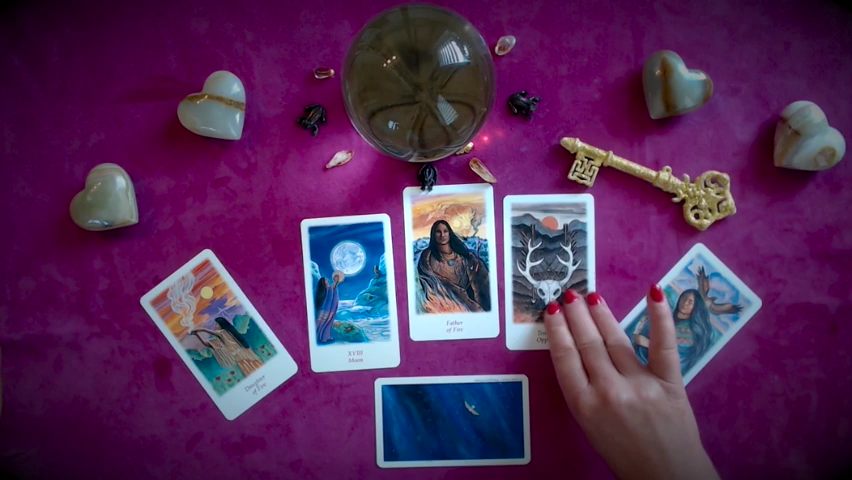 Daughter
of Fire
XVIII
Moon
Father
of Fire